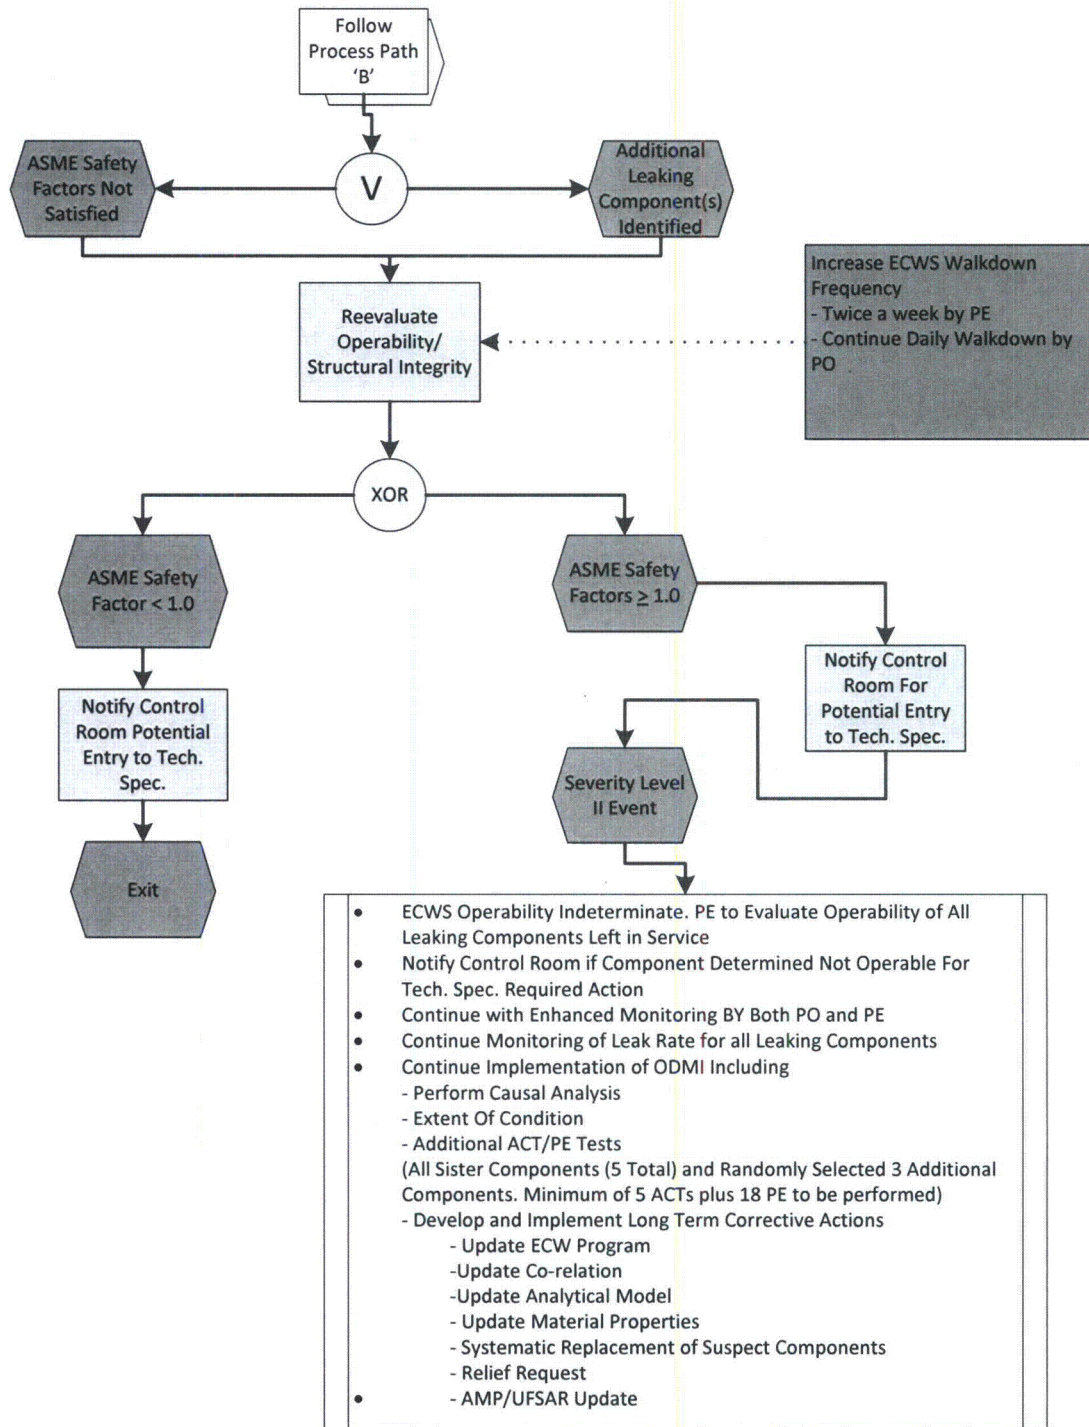 Follow
Process Path
‘B’
ASME Safety
Factors Not
Satisfied
V
Additional
Leaking
Component(s)
Identified
Increase ECWS Walkdown
Frequency
- Twice a week by PE
- Continue Daily Walkdown by
PO
Reevaluate
Operability/
Structural Integrity
XOR
ASME Safety
Factor < 1.0
ASME Safety
Factors ≥ 1.0
Notify Control
Room Potential
Entry to Tech.
Spec.
Notify Control
Room For
Potential Entry
to Tech. Spec.
Severity Level
II Event
Exit
• ECWS Operability Indeterminate. PE to Evaluate Operability of All
Leaking Components Left in Service
• Notify Control Room if Component Determined Not Operable For
Tech. Spec. Required Action
• Continue with Enhanced Monitoring BY Both PO and PE
• Continue Monitoring of Leak Rate for all Leaking Components
• Continue Implementation of ODMI Including
- Perform Causal Analysis
- Extent Of Condition
- Additional ACT/PE Tests
(All Sister Components (5 Total) and Randomly Selected 3 Additional
Components. Minimum of 5 ACTs plus 18 PE to be performed)
- Develop and Implement Long Term Corrective Actions
- Update ECW Program
-Update Co-relation
-Update Analytical Model
- Update Material Properties
- Systematic Replacement of Suspect Components
- Relief Request
• - AMP/UFSAR Update